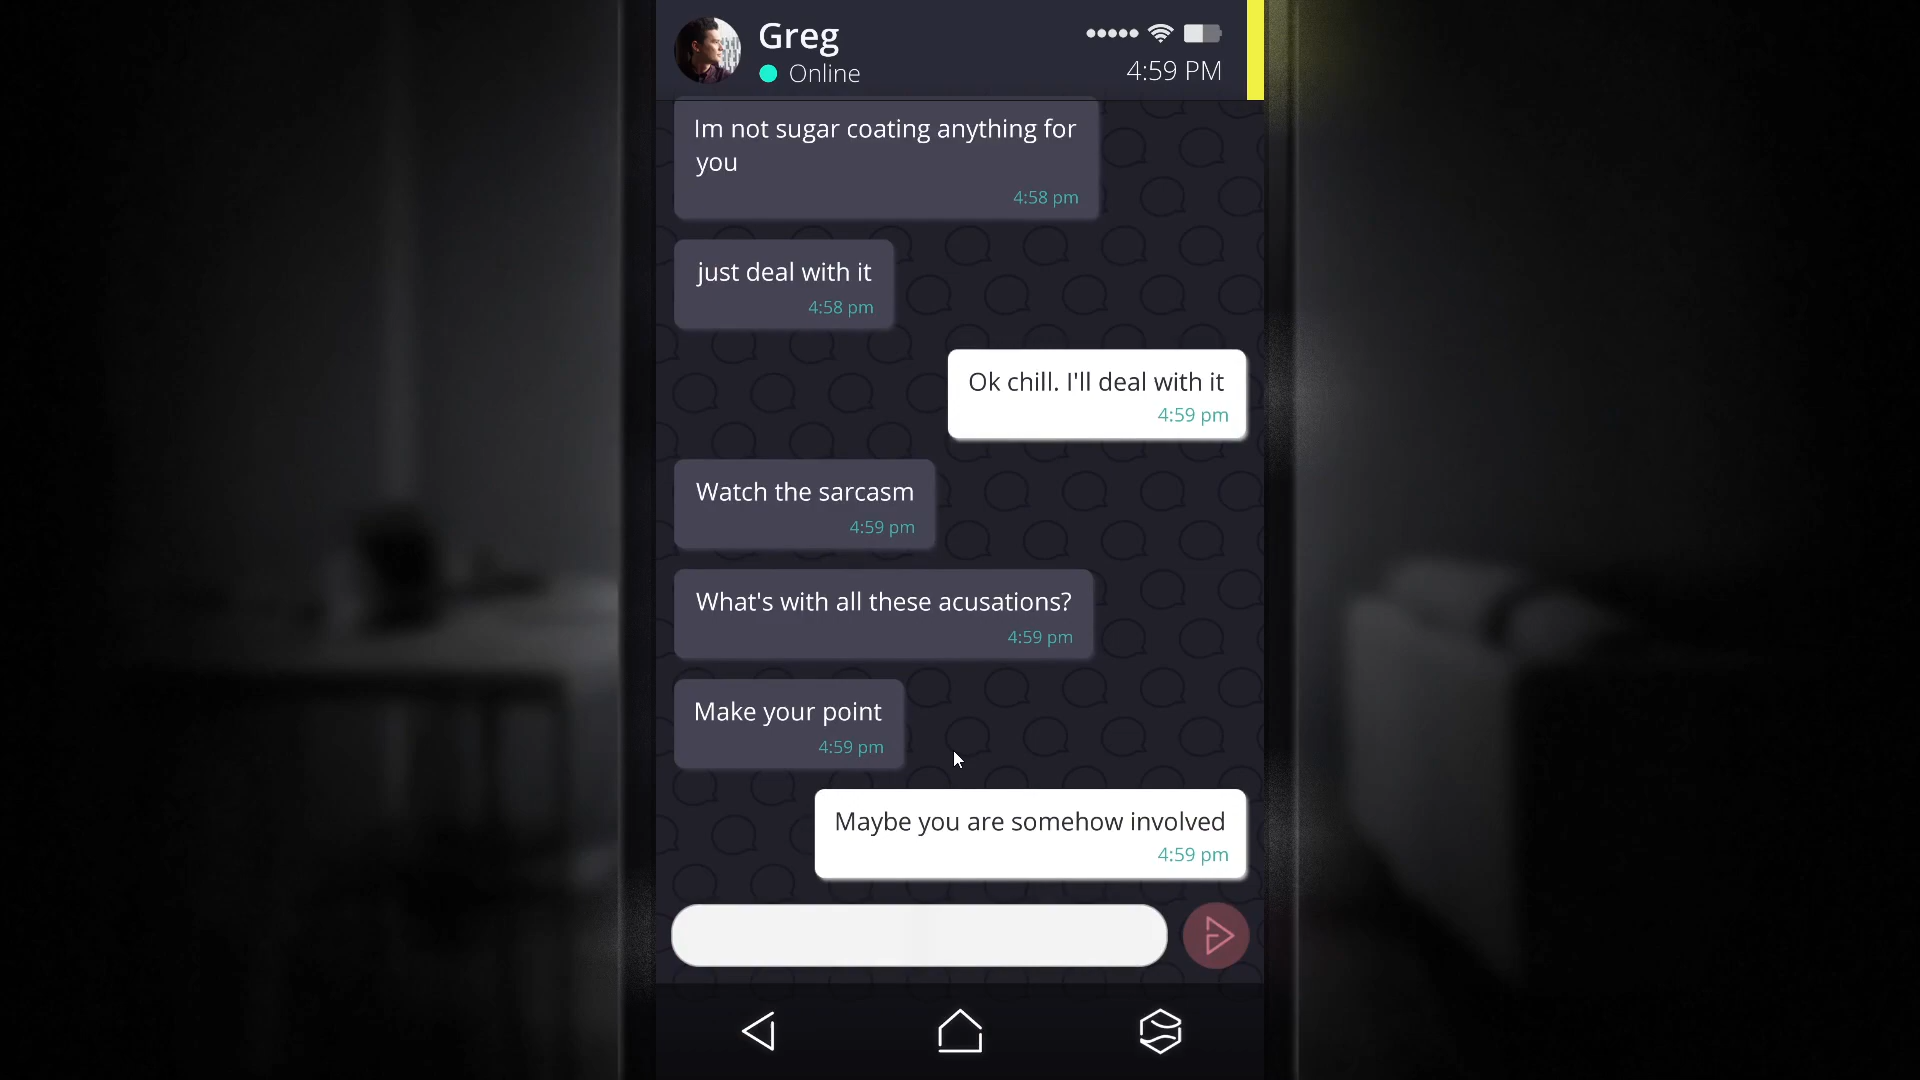 Greg
Online
4:59 PM
Im not sugar coating anything for
you
4:58 pm
just deal with it
4:58 pm
Ok chill. I'll deal with it
4:59 pm
Watch the sarcasm
4:59 pm
What's with all these acusations?
4:59 pm
Make your point
4:59 pm
Maybe you are somehow involved
4:59 pm